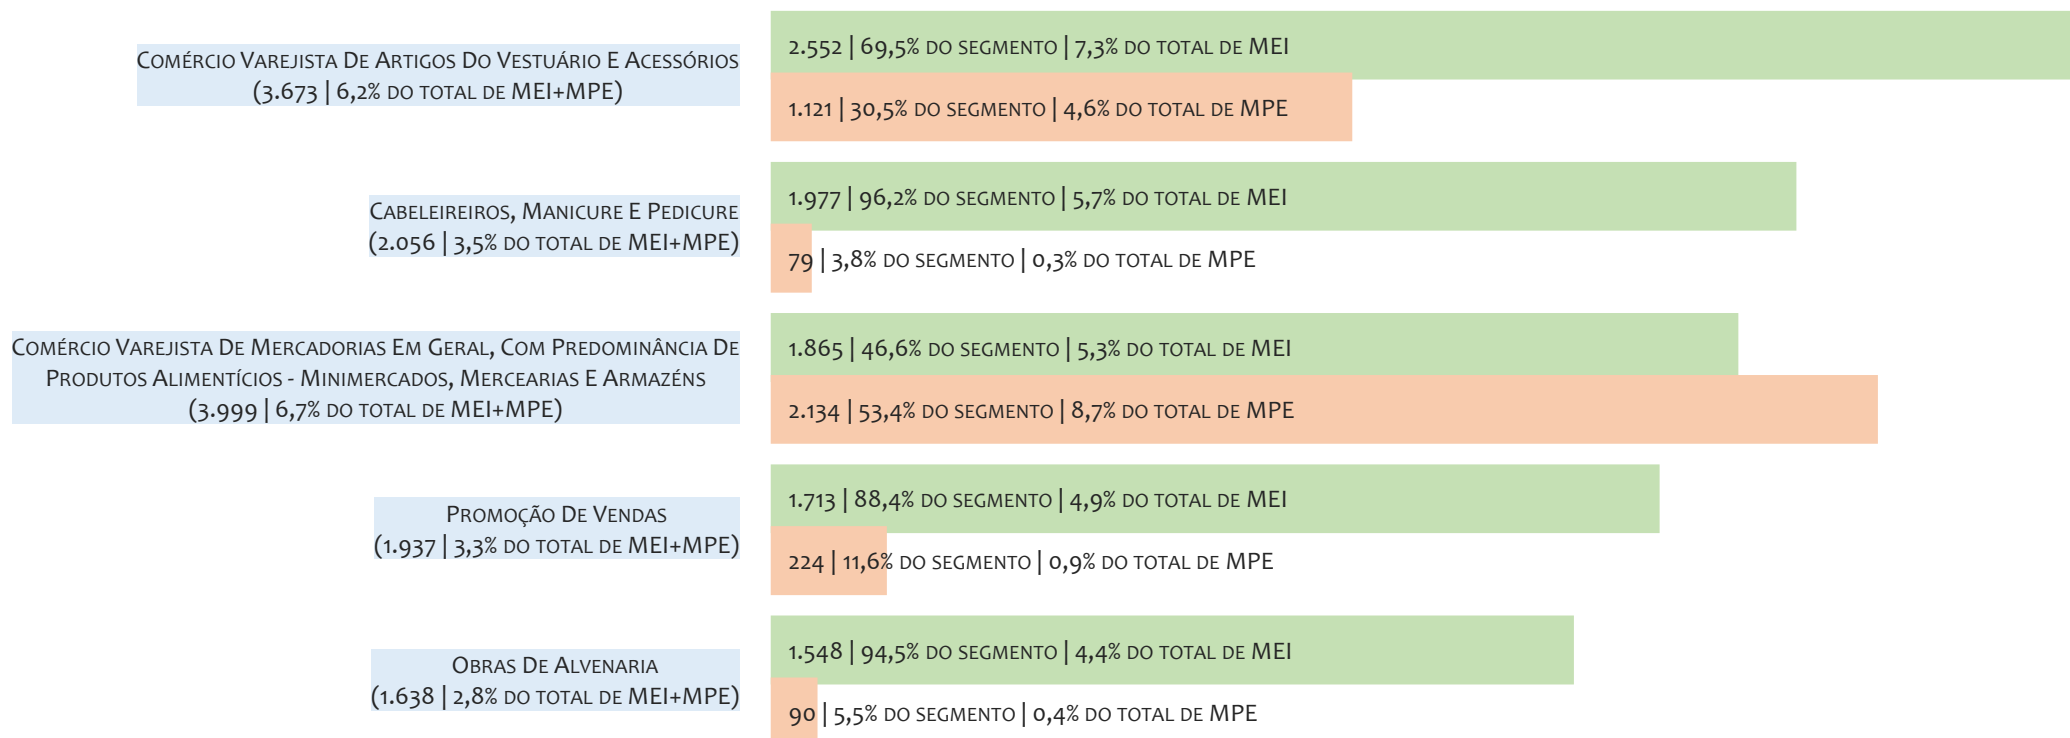 Comércio Varejista De Artigos Do Vestuário E Acessórios
(3.673 | 6,2% do total de MEI+MPE)
2.552 | 69,5% do segmento | 7,3% do total de MEI
1.121 | 30,5% do segmento | 4,6% do total de MPE
Cabeleireiros, Manicure E Pedicure
(2.056 | 3,5% do total de MEI+MPE)
1.977 | 96,2% do segmento | 5,7% do total de MEI
79 | 3,8% do segmento | 0,3% do total de MPE
Comércio Varejista De Mercadorias Em Geral, Com Predominância De
Produtos Alimentícios - Minimercados, Mercearias E Armazéns
(3.999 | 6,7% do total de MEI+MPE)
1.865 | 46,6% do segmento | 5,3% do total de MEI
2.134 | 53,4% do segmento | 8,7% do total de MPE
Promoção De Vendas
(1.937 | 3,3% do total de MEI+MPE)
1.713 | 88,4% do segmento | 4,9% do total de MEI
224 | 11,6% do segmento | 0,9% do total de MPE
Obras De Alvenaria
(1.638 | 2,8% do total de MEI+MPE)
1.548 | 94,5% do segmento | 4,4% do total de MEI
90 | 5,5% do segmento | 0,4% do total de MPE